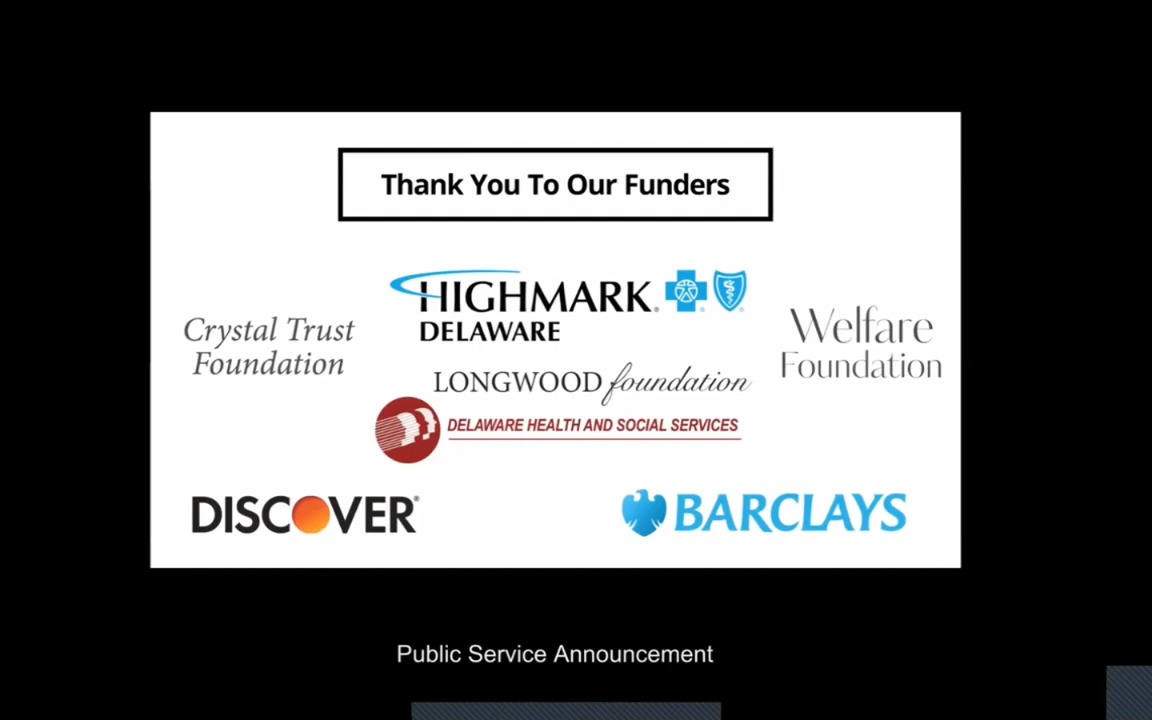 Thank You To Our Funders
HIGHMARK®
DELAWARE
Crystal Trust
Foundation
Welfare
Foundation
LONGWOOD foundation
DELAWARE HEALTH AND SOCIAL SERVICES
DISCOVER®
BARCLAYS
Public Service Announcement